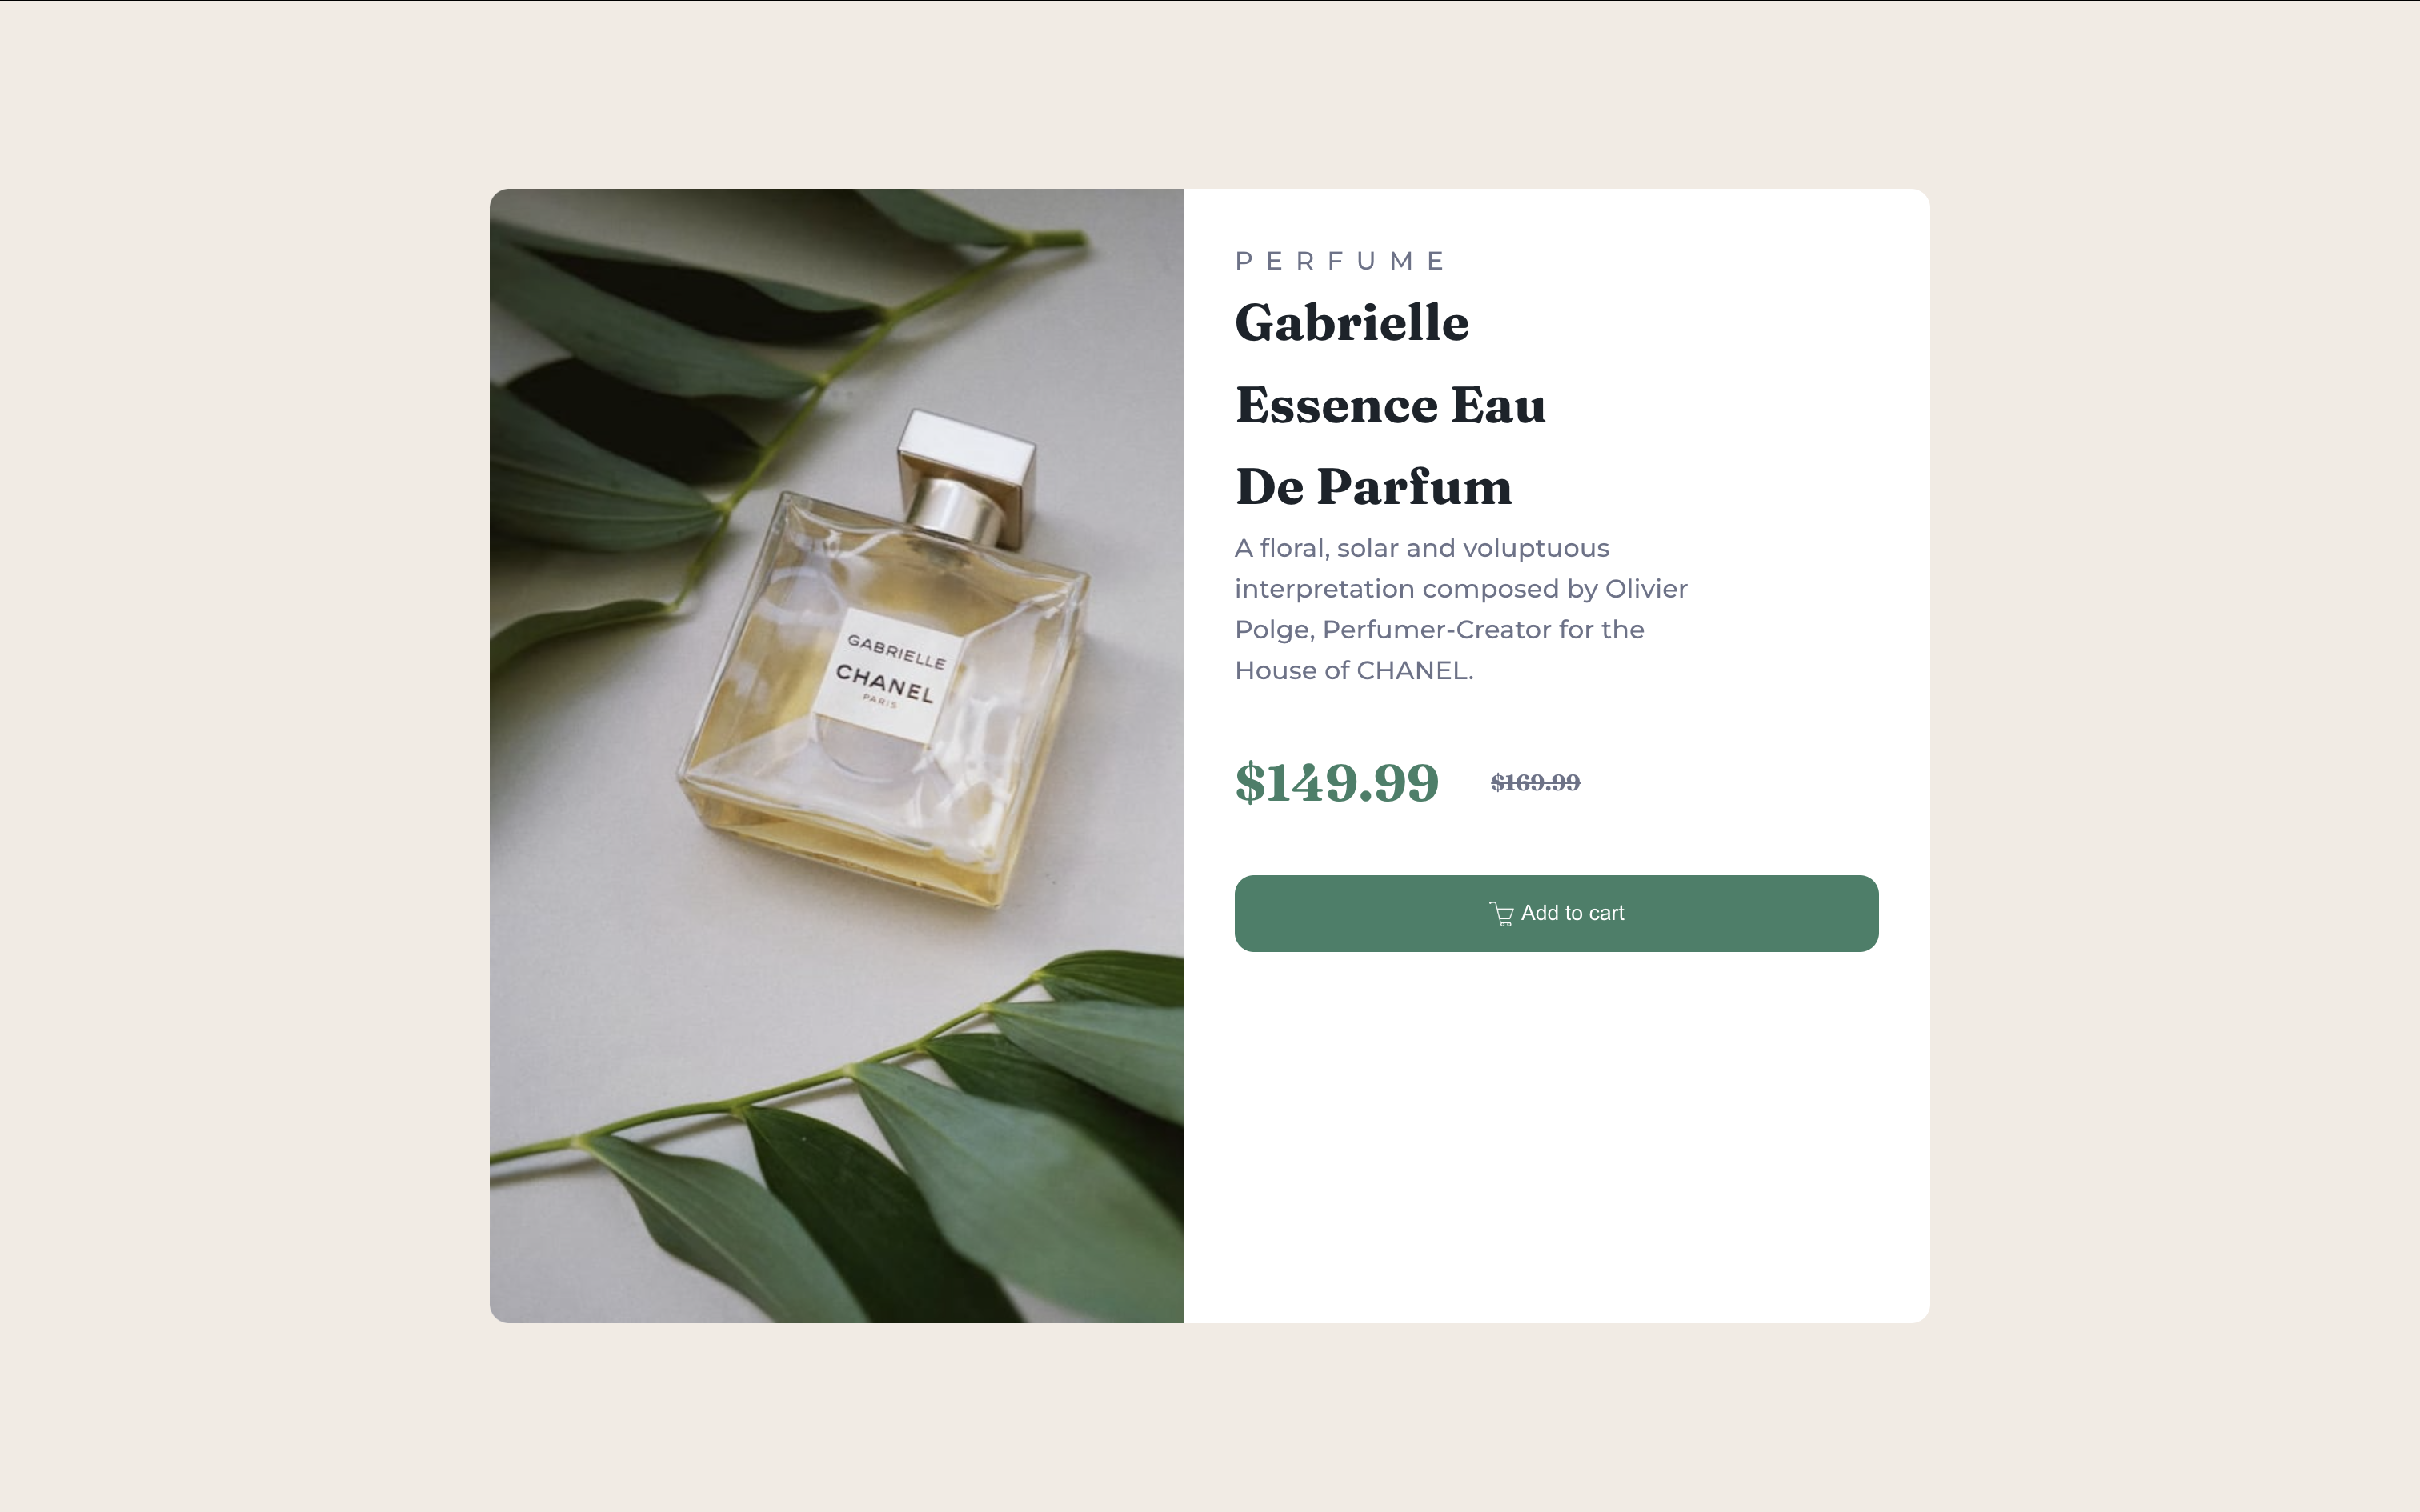 GABRIELLE
CHANEL
PARIS
PERFUME
Gabrielle
Essence Eau
De Parfum
A floral, solar and voluptuous
interpretation composed by Olivier
Polge, Perfumer-Creator for the
House of CHANEL.
$149.99 $169.99
Add to cart